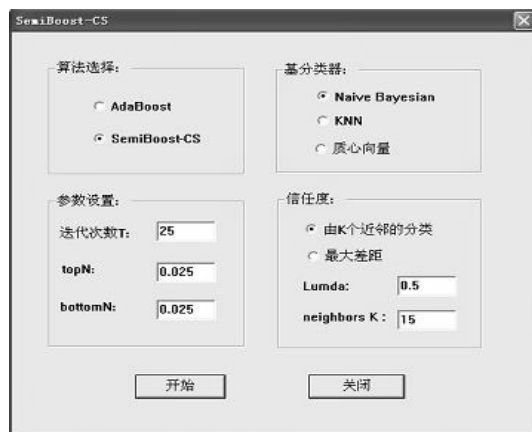 SemiBoost-CS
算法选择:
AdaBoost
SemiBoost-CS
基分类器:
Naive Bayesian
KNN
质心向量
参数设置:
迭代次数T: 25
topN: 0.025
bottomN: 0.025
信任度:
由K个近邻的分类
最大差距
Lumda: 0.5
neighbors K: 15
开始
关闭